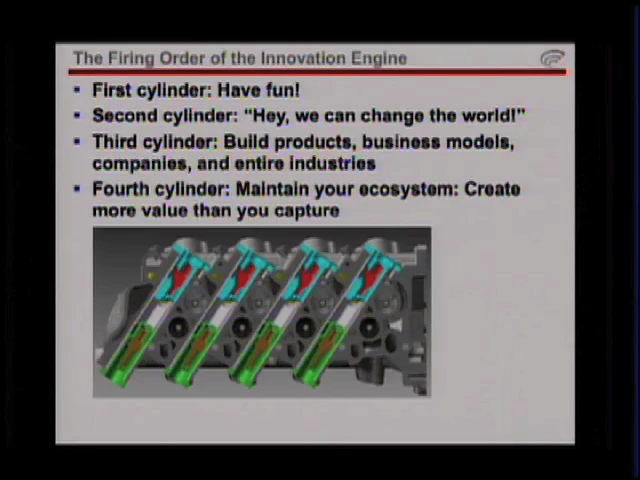 The Firing Order of the Innovation Engine
First cylinder: Have fun!
Second cylinder: “Hey, we can change the world!”
Third cylinder: Build products, business models,
companies, and entire industries
Fourth cylinder: Maintain your ecosystem: Create
more value than you capture